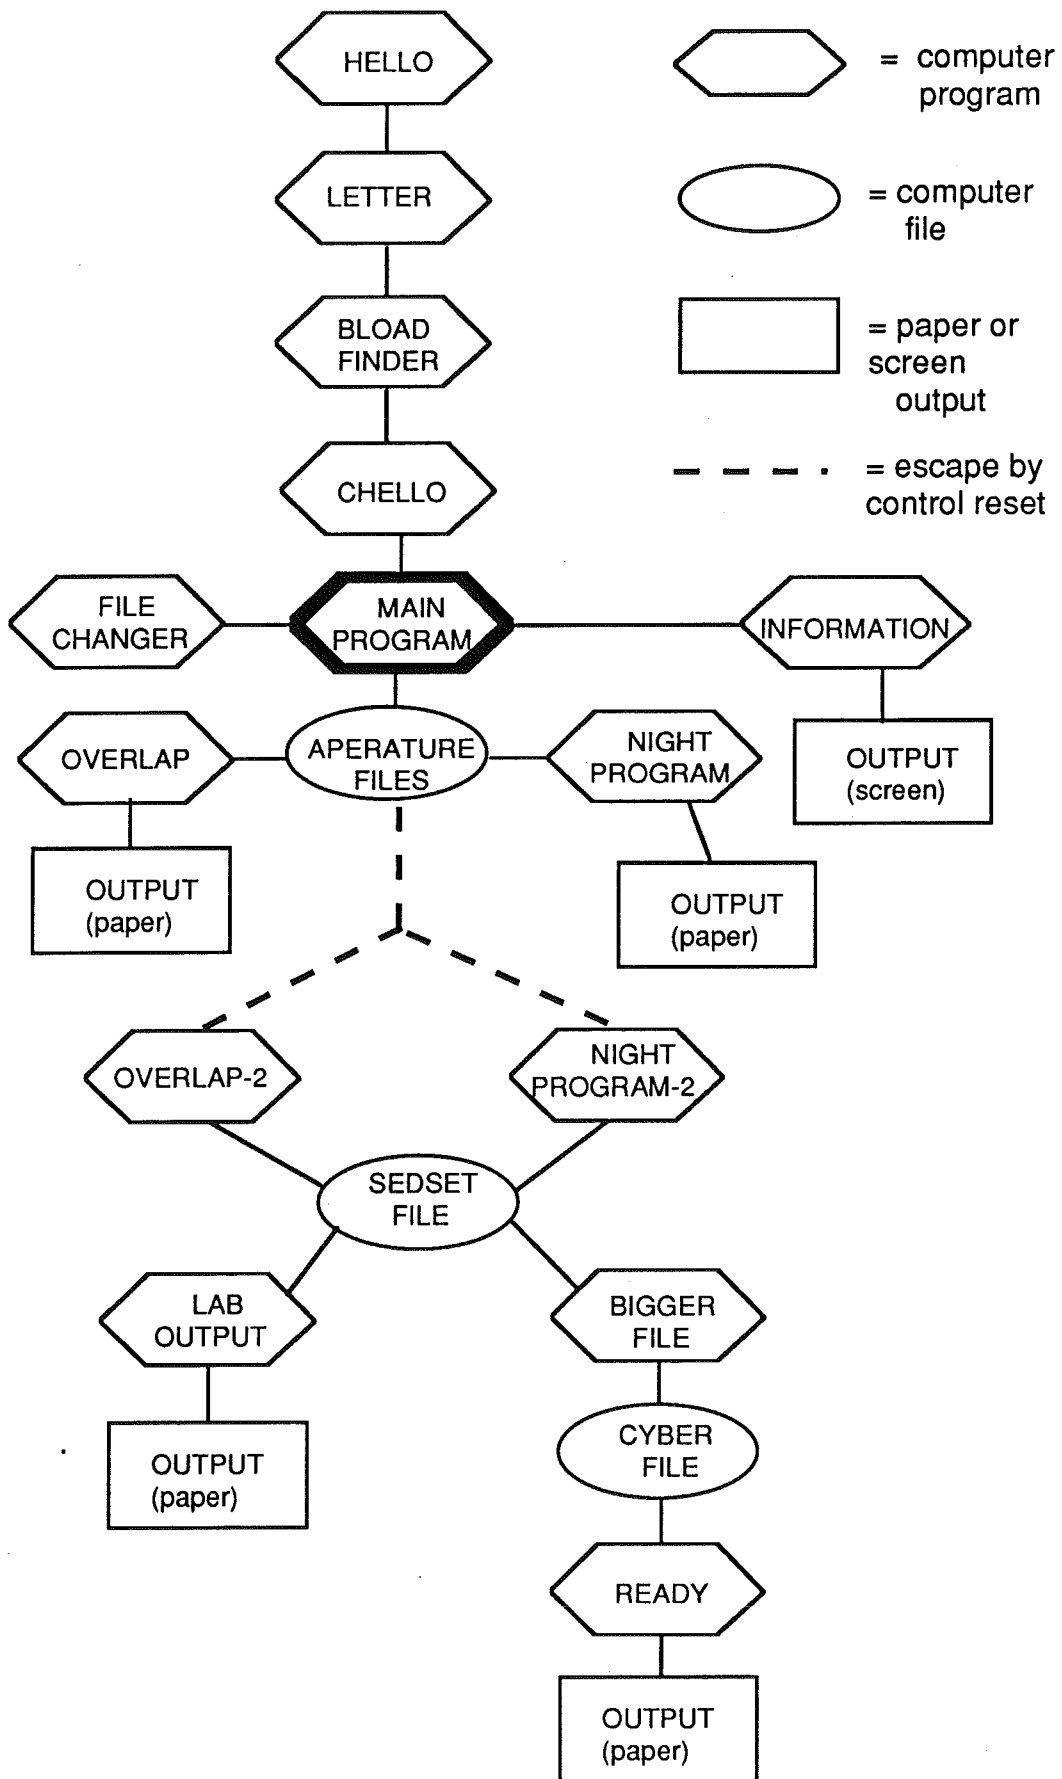 HELLO
= computer
program
LETTER
= computer
file
BLOAD
FINDER
= paper or
screen
output
CHELLO
= escape by
control reset
FILE
CHANGER
MAIN
PROGRAM
INFORMATION
OVERLAP
APERATURE
FILES
NIGHT
PROGRAM
OUTPUT
(screen)
OUTPUT
(paper)
OUTPUT
(paper)
OVERLAP-2
NIGHT
PROGRAM-2
SEDSET
FILE
LAB
OUTPUT
BIGGER
FILE
OUTPUT
(paper)
CYBER
FILE
READY
OUTPUT
(paper)